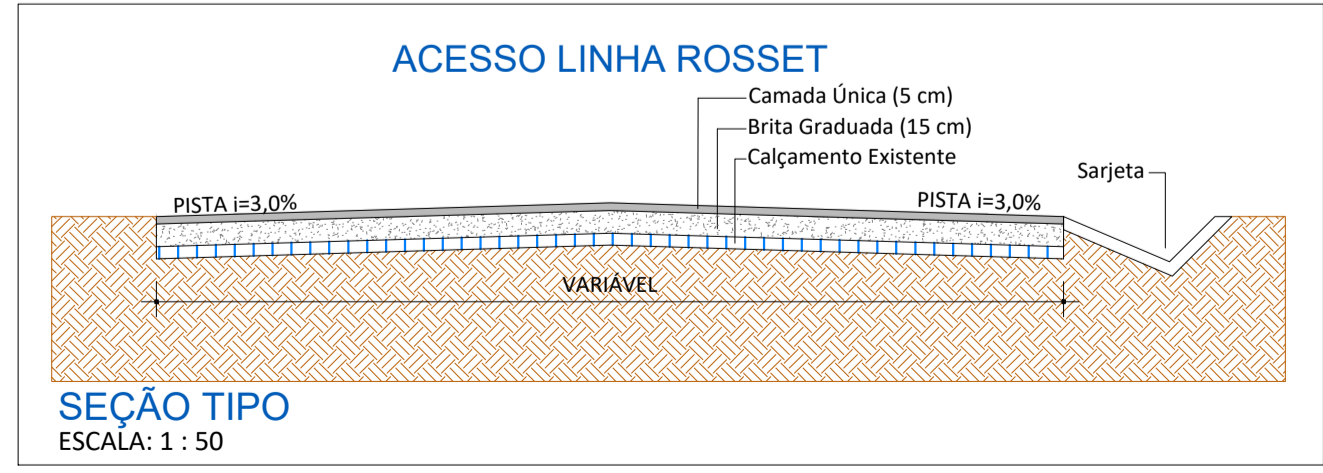 ACESSO LINHA ROSSET
Camada Única (5 cm)
Brita Graduada (15 cm)
Calçamento Existente
Sarjeta
PISTA i=3,0%
PISTA i=3,0%
VARIÁVEL
SEÇÃO TIPO
ESCALA: 1 : 50